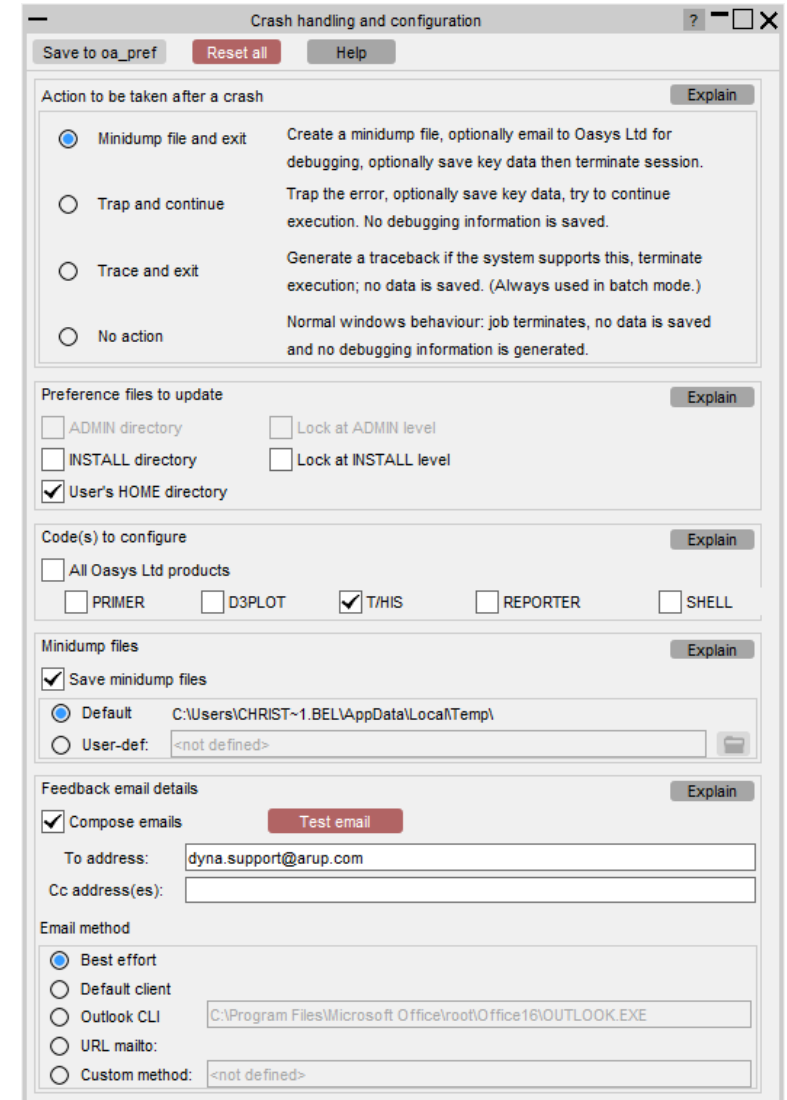 Crash handling and configuration ?
Save to oa_pref Reset all Help
Action to be taken after a crash Explain
Minidump file and exit Create a minidump file, optionally email to Oasys Ltd for
debugging, optionally save key data then terminate session.
Trap and continue Trap the error, optionally save key data, try to continue
execution. No debugging information is saved.
Trace and exit Generate a traceback if the system supports this, terminate
execution; no data is saved. (Always used in batch mode.)
No action Normal windows behaviour: job terminates, no data is saved
and no debugging information is generated.
Preference files to update Explain
ADMIN directory Lock at ADMIN level
INSTALL directory Lock at INSTALL level
User's HOME directory
Code(s) to configure Explain
All Oasys Ltd products
PRIMER D3PLOT T/HIS REPORTER SHELL
Minidump files Explain
Save minidump files
Default C:\Users\CHRIST~1.BEL\AppData\Local\Temp\
User-def: <not defined>
Feedback email details Explain
Compose emails Test email
To address: dyna.support@arup.com
Cc address(es):
Email method
Best effort
Default client
Outlook CLI C:\Program Files\Microsoft Office\root\Office16\OUTLOOK.EXE
URL mailto:
Custom method: <not defined>